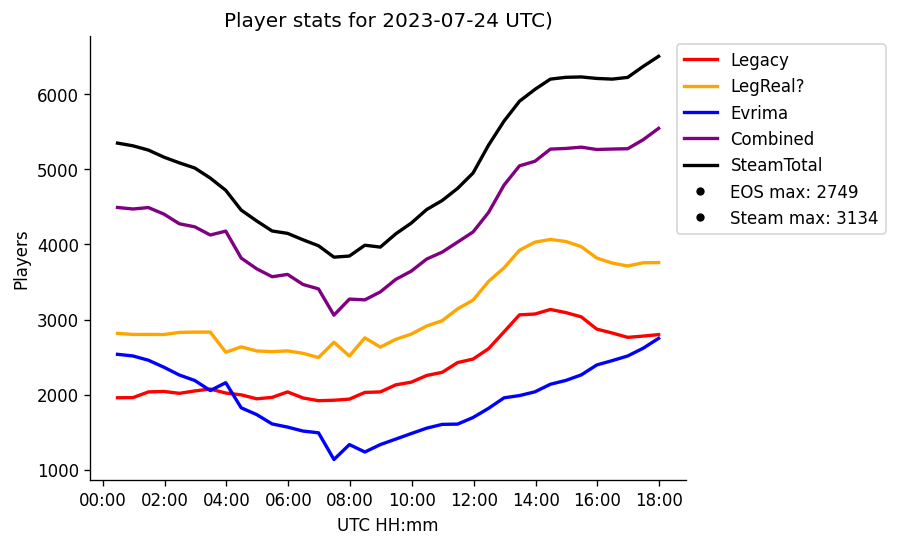 Player stats for 2023-07-24 UTC)
Legacy
LegReal?
Evrima
Combined
SteamTotal
EOS max: 2749
Steam max: 3134
Players
6000
5000
4000
3000
2000
1000
00:00 02:00 04:00 06:00 08:00 10:00 12:00 14:00 16:00 18:00
UTC HH:mm